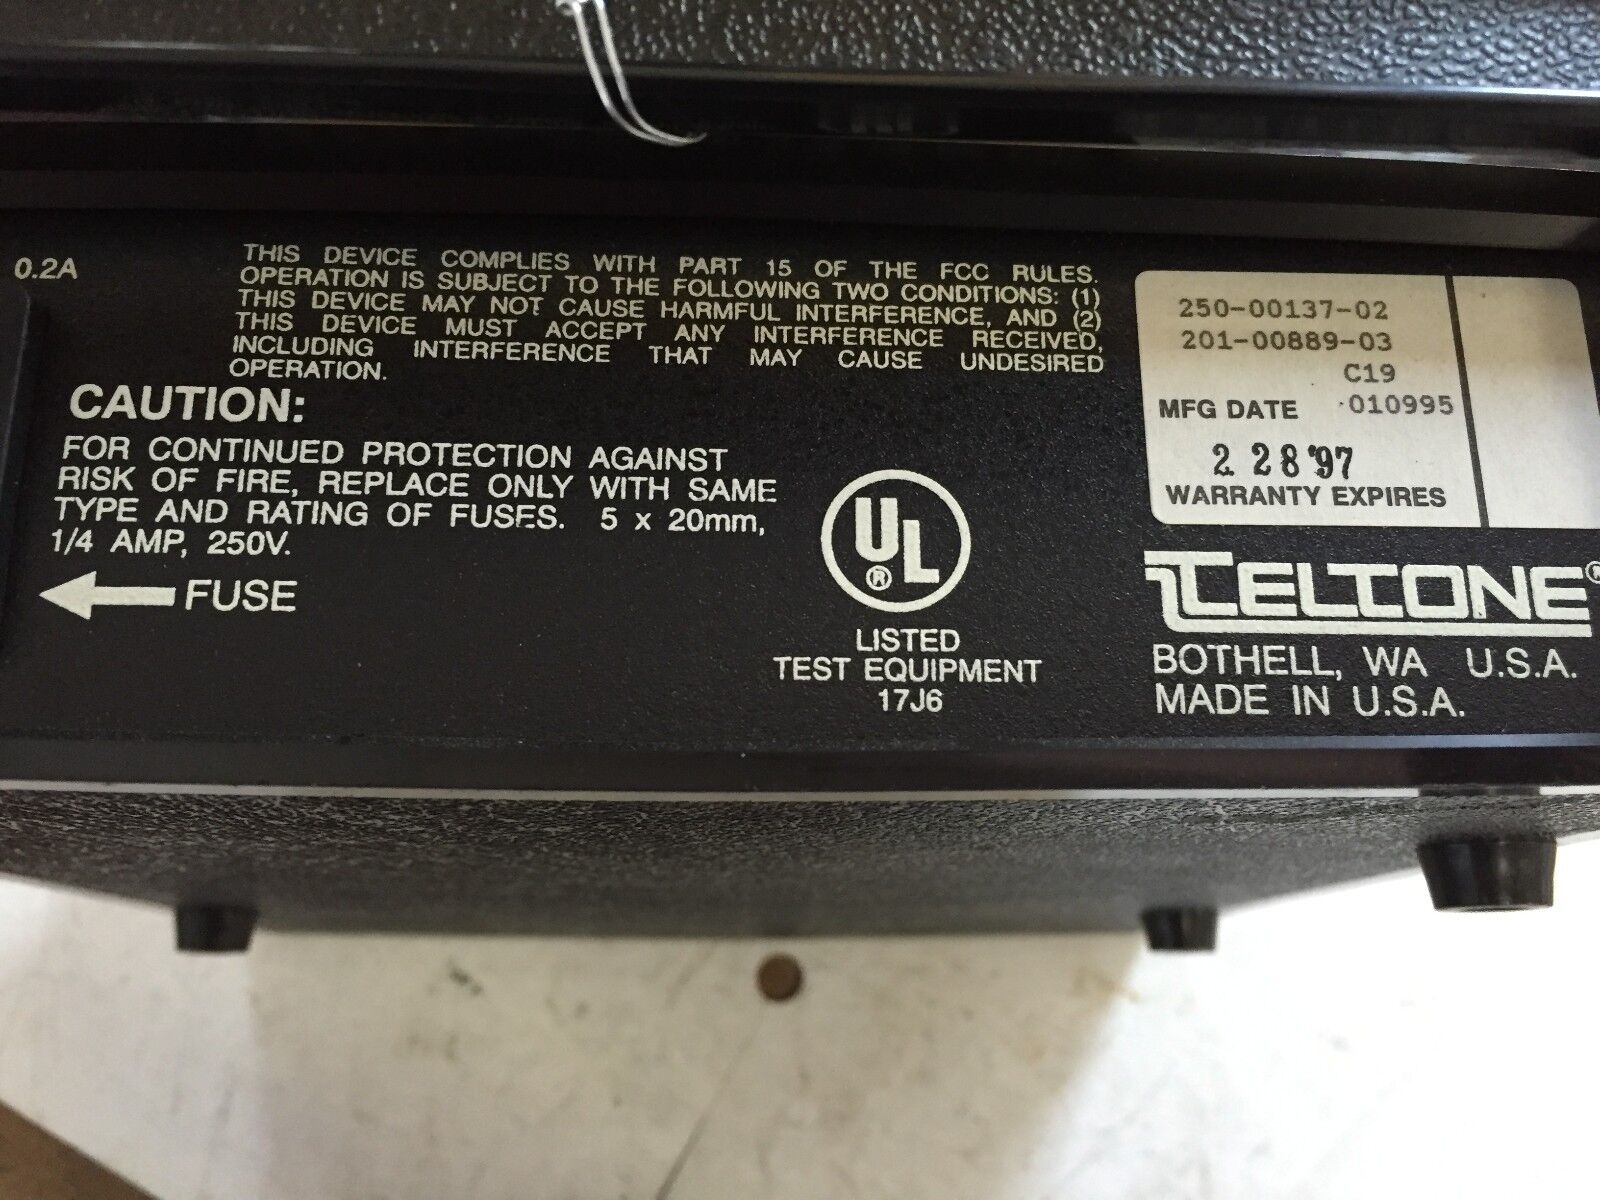 0.2A
THIS DEVICE COMPLIES WITH PART 15 OF THE FCC RULES.
OPERATION IS SUBJECT TO THE FOLLOWING TWO CONDITIONS: (1)
THIS DEVICE MAY NOT CAUSE HARMFUL INTERFERENCE, AND (2)
THIS DEVICE MUST ACCEPT ANY INTERFERENCE RECEIVED,
INCLUDING INTERFERENCE THAT MAY CAUSE UNDESIRED
OPERATION.
CAUTION:
FOR CONTINUED PROTECTION AGAINST
RISK OF FIRE, REPLACE ONLY WITH SAME
TYPE AND RATING OF FUSES. 5 x 20mm,
1/4 AMP, 250V.
FUSE
UL®
LISTED
TEST EQUIPMENT
17J6
250-00137-02
201-00889-03
C19
MFG DATE 010995
2 28 '97
WARRANTY EXPIRES
TELTONE®
BOTHELL, WA U.S.A.
MADE IN U.S.A.